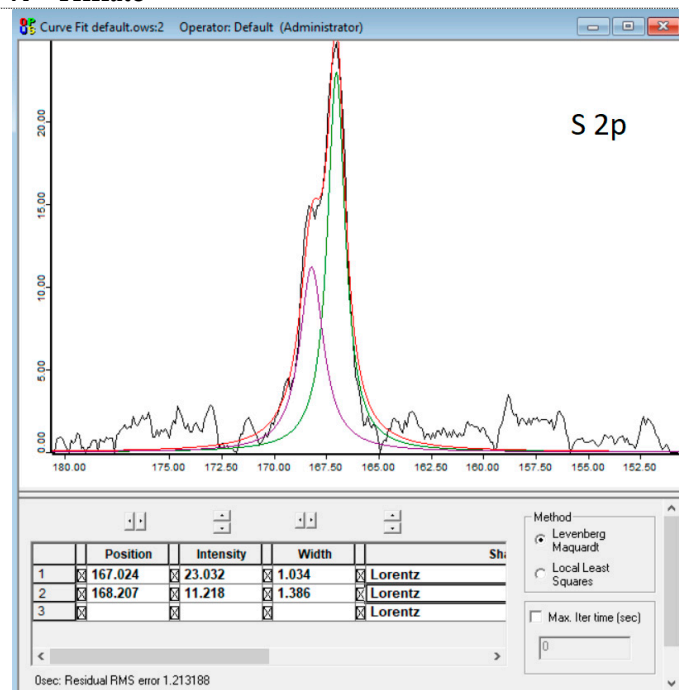 Curve Fit default.ows:2 Operator: Default (Administrator)
S 2p
20.00
15.00
10.00
5.00
0.00
180.00 175.00 172.50 170.00 167.50 165.00 162.50 160.00 157.50 155.00 152.50
Position Intensity Width Sha
1 167.024 23.032 1.034 Lorentz
2 168.207 11.218 1.386 Lorentz
3 Lorentz
Method
Levenberg
Maquardt
Local Least
Squares
Max. Iter time (sec)
0
0sec: Residual RMS error 1.213188